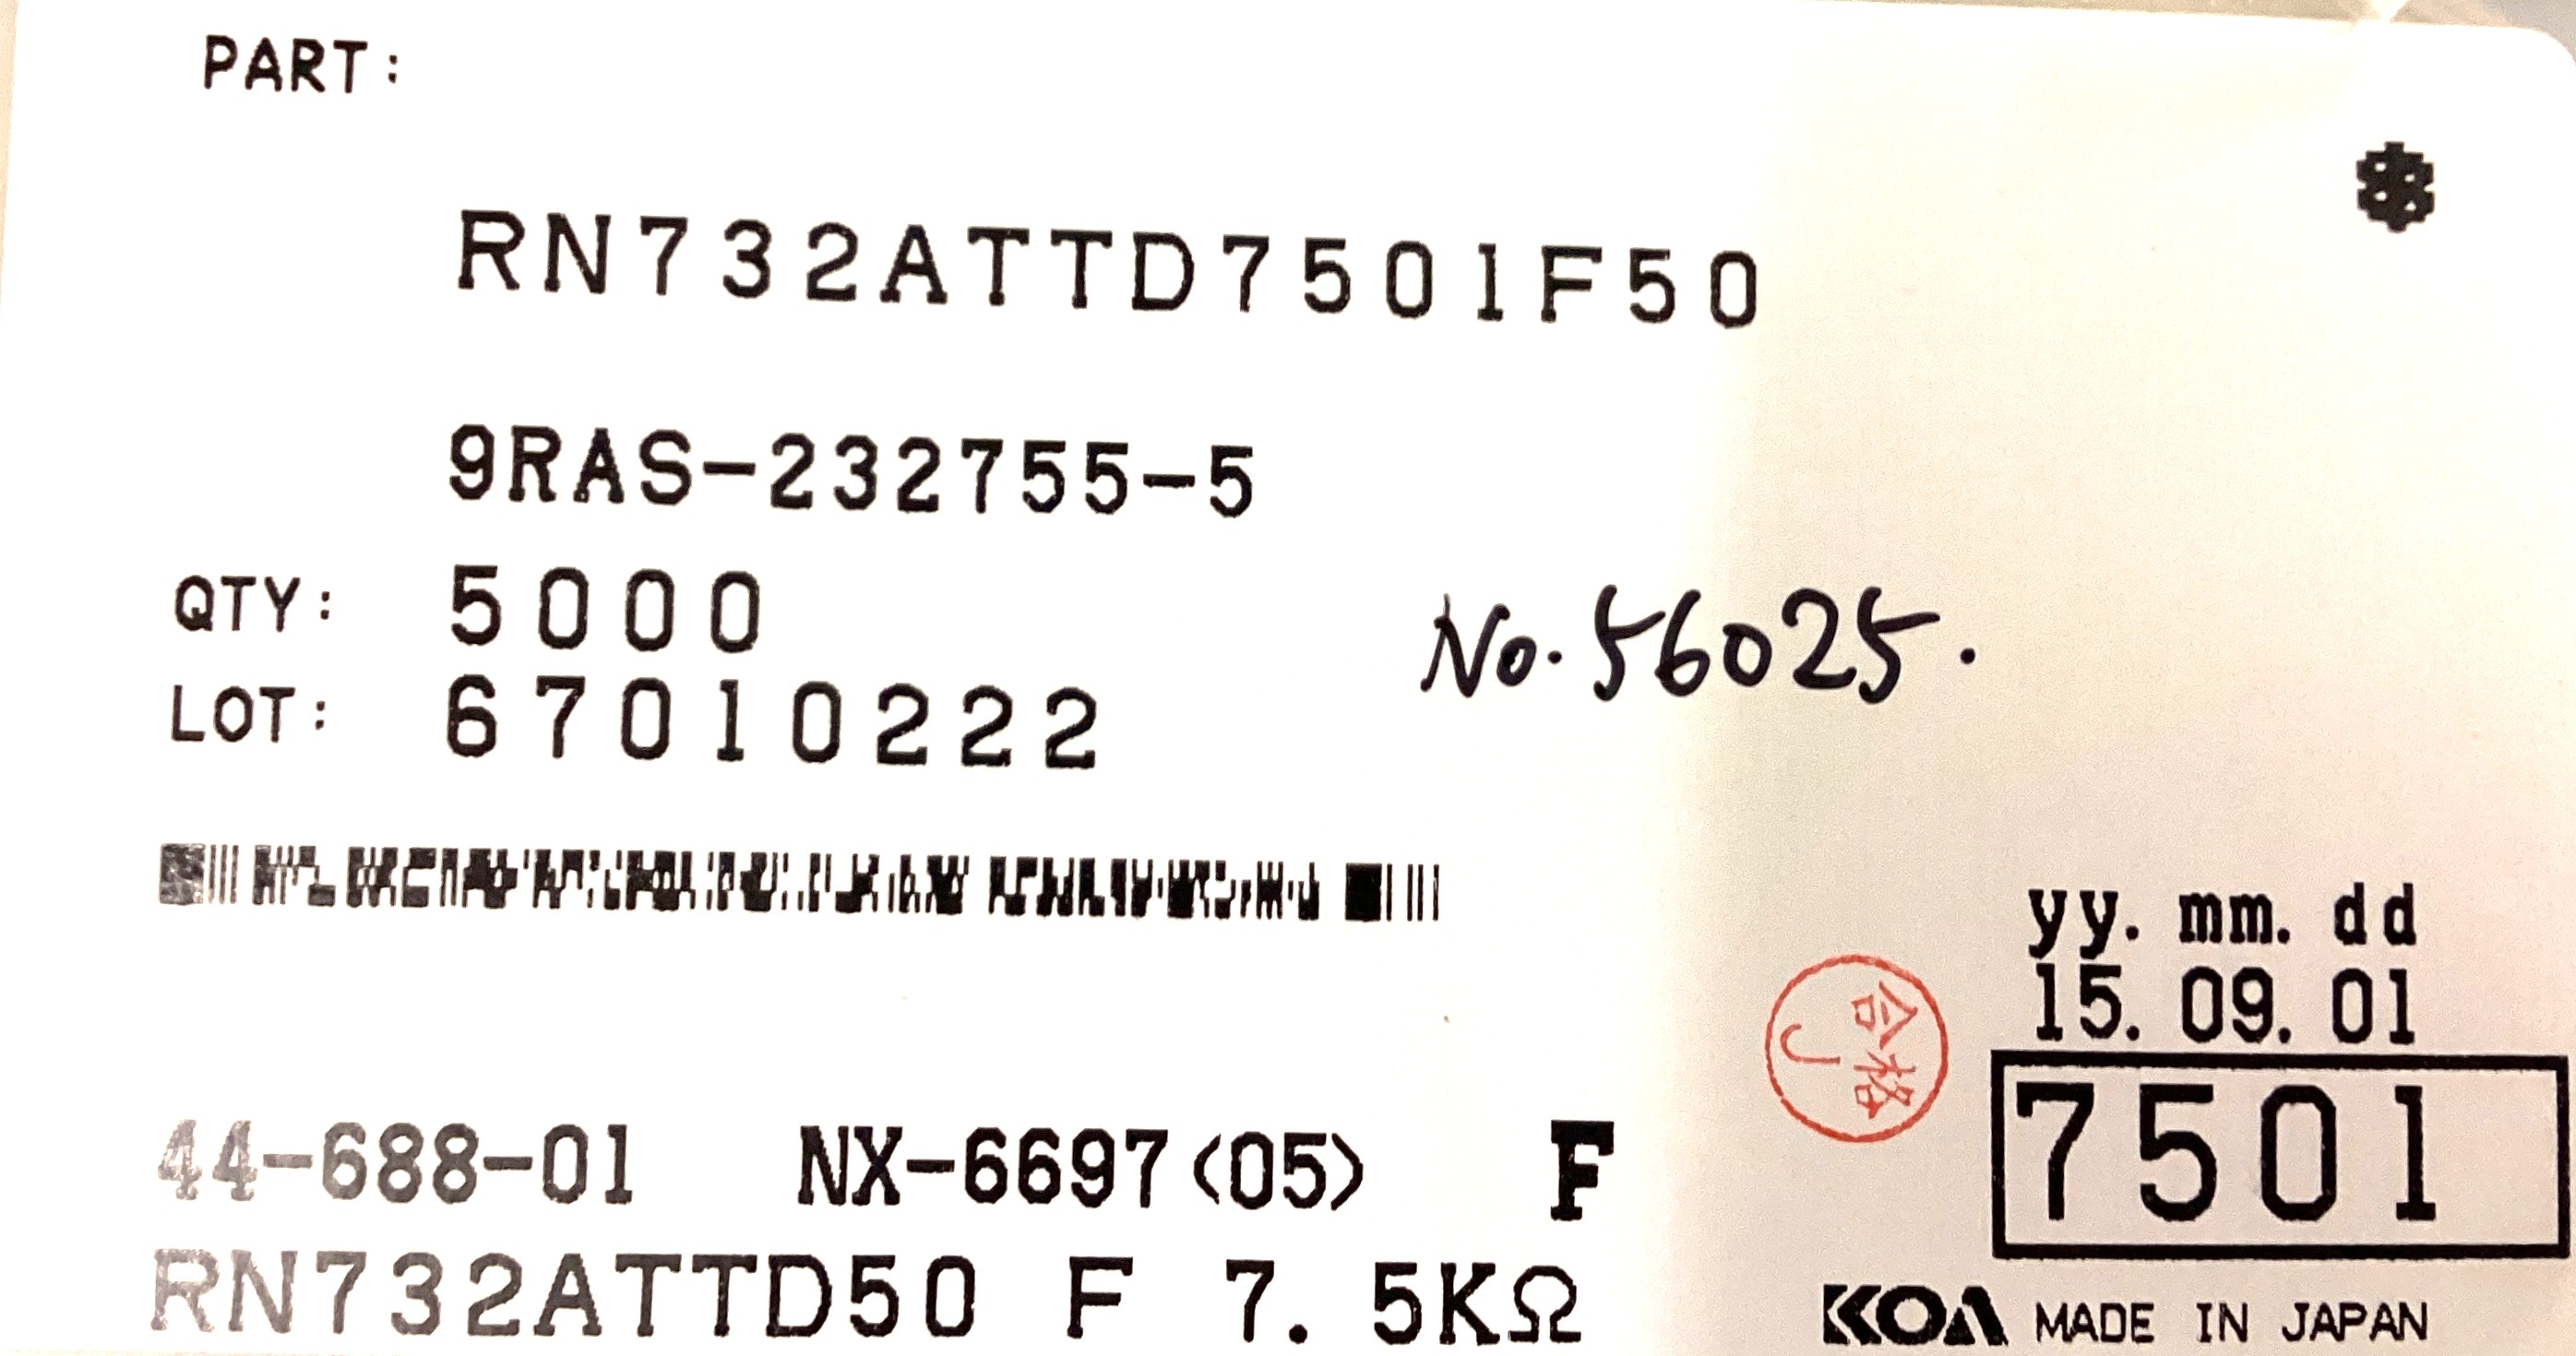 PART:
RN732ATTD7501F50
9RAS-232755-5
QTY: 5000
No. 56025.
LOT: 67010222
yy. mm. dd
15. 09. 01
合格
J
7501
44-688-01 NX-6697(05) F
RN732ATTD50 F 7. 5KΩ
KOA MADE IN JAPAN